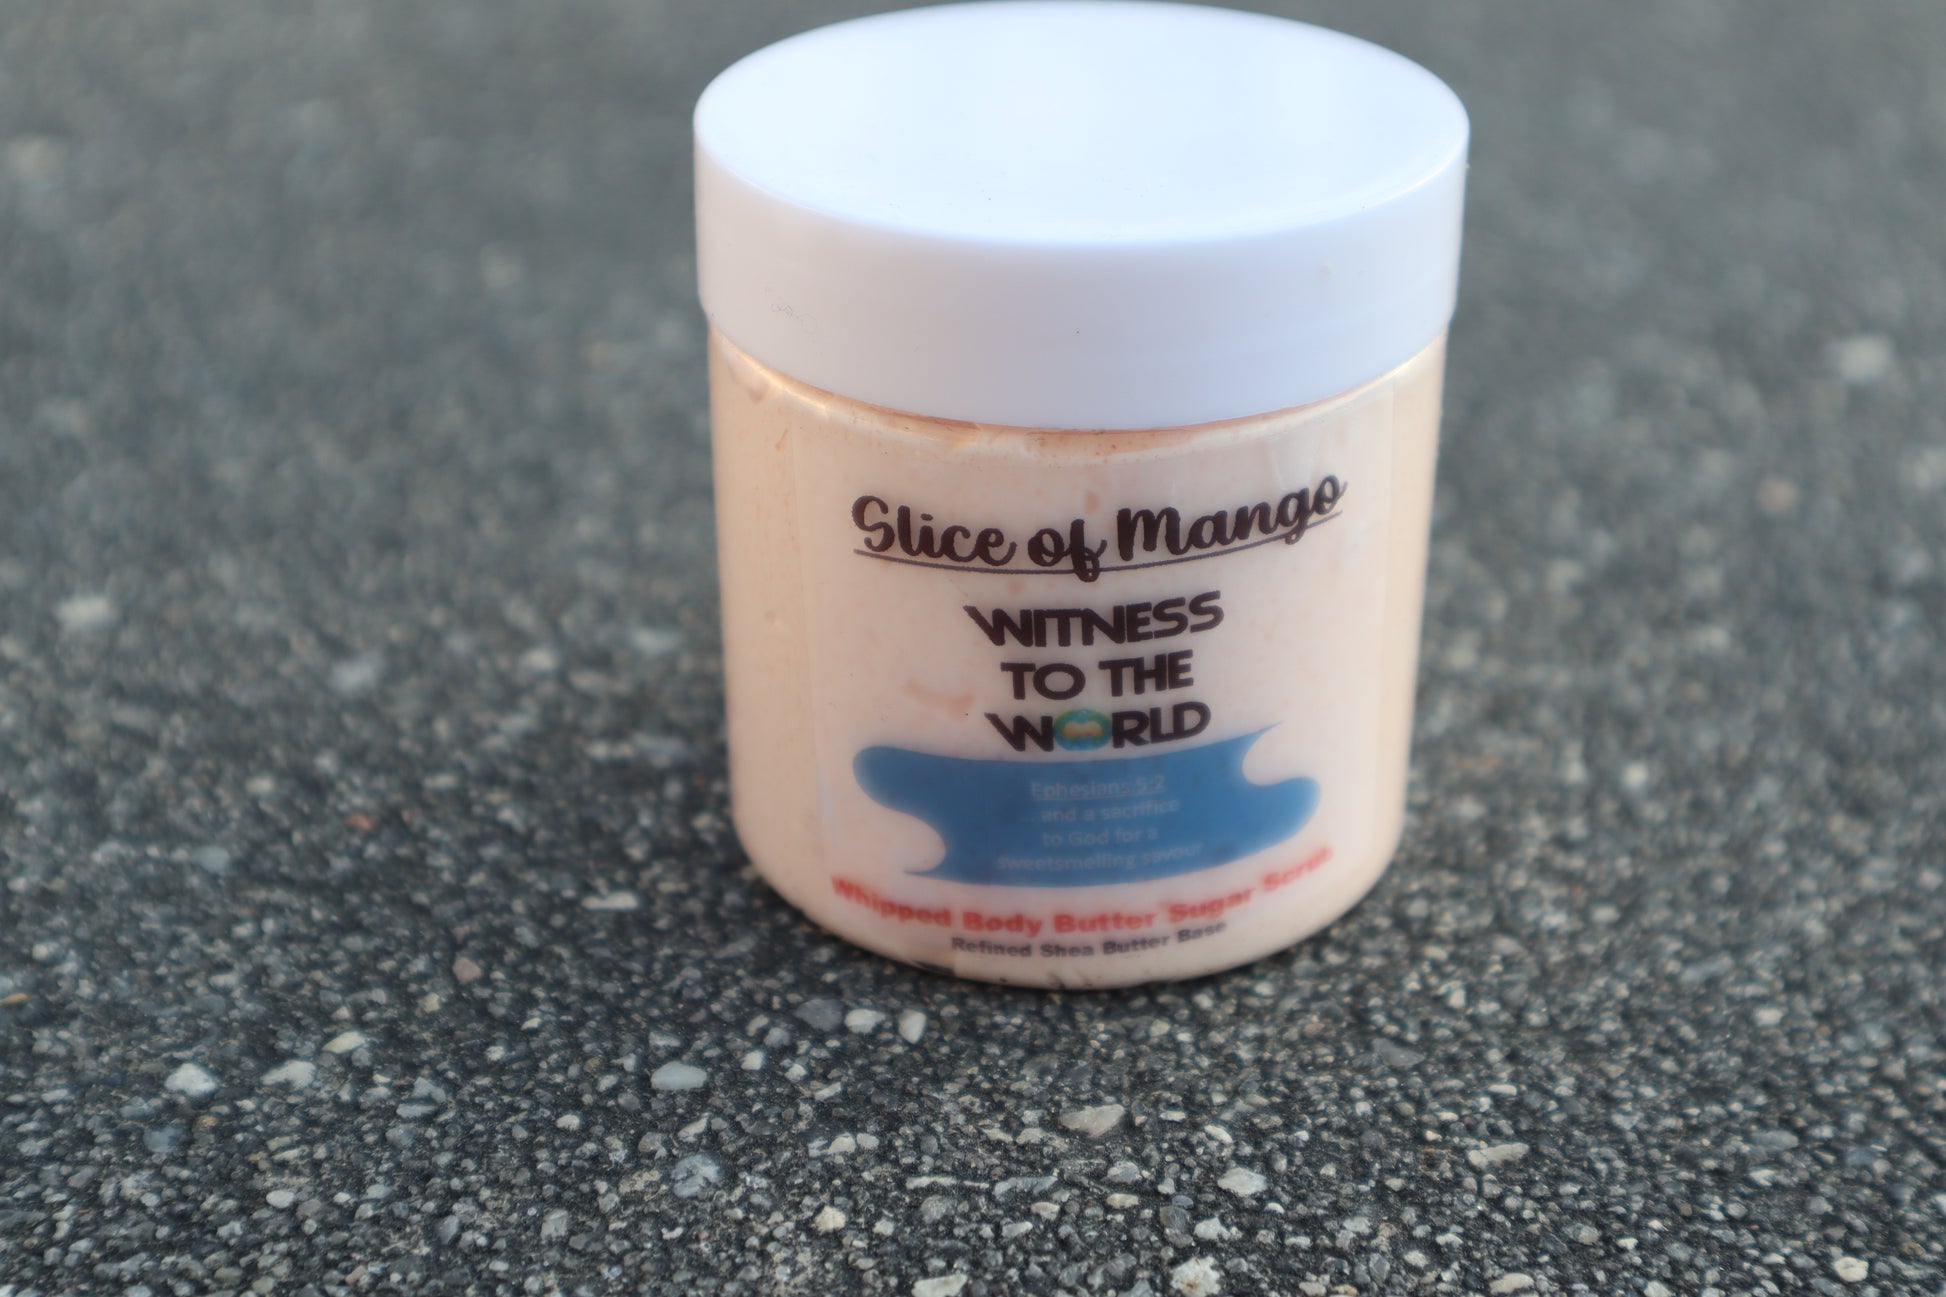 Slice of Mango
WITNESS
TO THE
WORLD
Ephesians 5:2
... and a sacrifice
to God for a
sweetsmelling savour
Whipped Body Butter Sugar Scrub
Refined Shea Butter Base